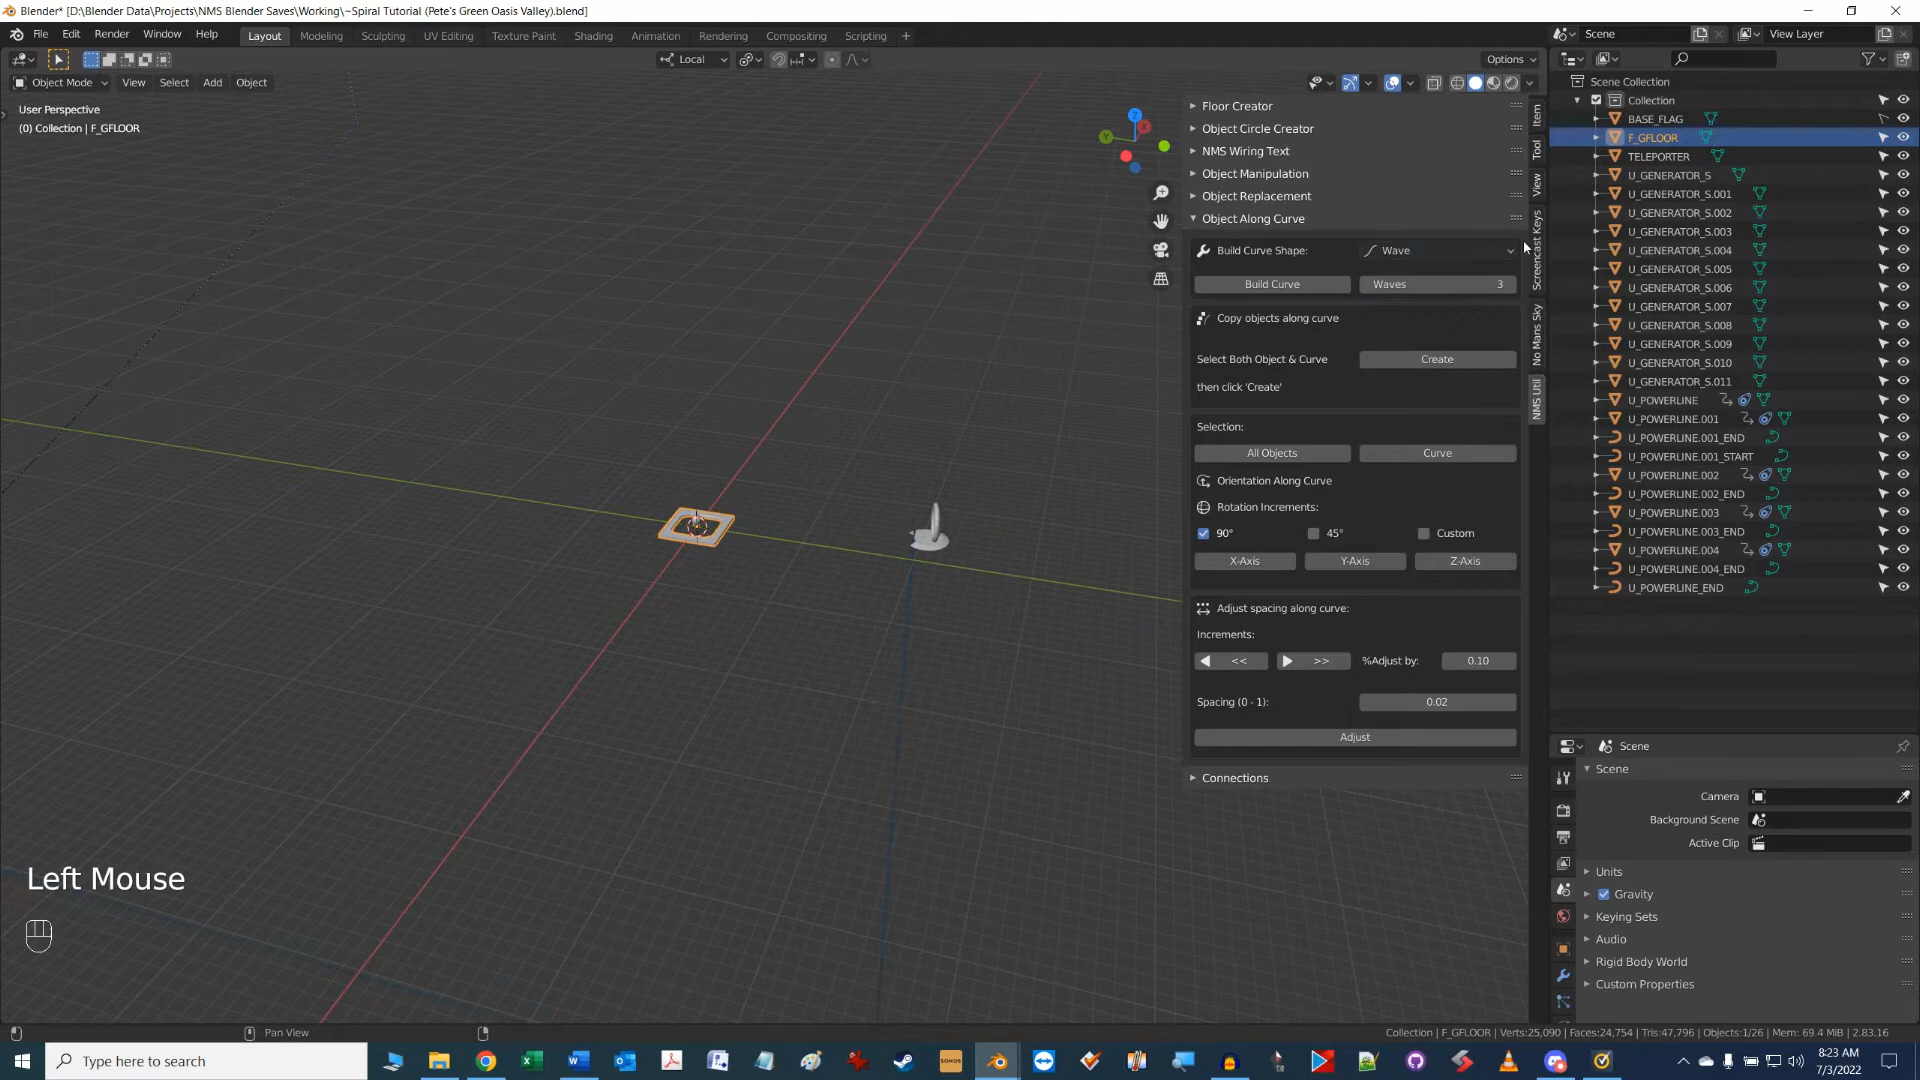 Blender* [D:\Blender Data\Projects\NMS Blender Saves\Working\~Spiral Tutorial (Pete's Green Oasis Valley).blend]
File Edit Render Window Help Layout Modeling Sculpting UV Editing Texture Paint Shading Animation Rendering Compositing Scripting +
Scene View Layer
Local Options
Object Mode View Select Add Object
User Perspective
(0) Collection | F_GFLOOR
X
Y
Z
Floor Creator
Object Circle Creator
NMS Wiring Text
Object Manipulation
Object Replacement
Object Along Curve
Build Curve Shape: Wave
Build Curve Waves 3
Copy objects along curve
Select Both Object & Curve Create
then click 'Create'
Selection:
All Objects Curve
Orientation Along Curve
Rotation Increments:
90° 45° Custom
X-Axis Y-Axis Z-Axis
Adjust spacing along curve:
Increments:
<< >> %Adjust by: 0.10
Spacing (0 - 1): 0.02
Adjust
Connections
Item
Tool
View
Screencast Keys
No Mans Sky
NMS Util
Scene Collection
Collection
BASE_FLAG
F_GFLOOR
TELEPORTER
U_GENERATOR_S
U_GENERATOR_S.001
U_GENERATOR_S.002
U_GENERATOR_S.003
U_GENERATOR_S.004
U_GENERATOR_S.005
U_GENERATOR_S.006
U_GENERATOR_S.007
U_GENERATOR_S.008
U_GENERATOR_S.009
U_GENERATOR_S.010
U_GENERATOR_S.011
U_POWERLINE
U_POWERLINE.001
U_POWERLINE.001_END
U_POWERLINE.001_START
U_POWERLINE.002
U_POWERLINE.002_END
U_POWERLINE.003
U_POWERLINE.003_END
U_POWERLINE.004
U_POWERLINE.004_END
U_POWERLINE_END
Scene
Scene
Camera
Background Scene
Active Clip
Units
Gravity
Keying Sets
Audio
Rigid Body World
Custom Properties
Left Mouse
Pan View
Collection | F_GFLOOR | Verts:25,090 | Faces:24,754 | Tris:47,796 | Objects:1/26 | Mem: 69.4 MiB | 2.83.16
Type here to search
SONOS
8:23 AM
7/3/2022